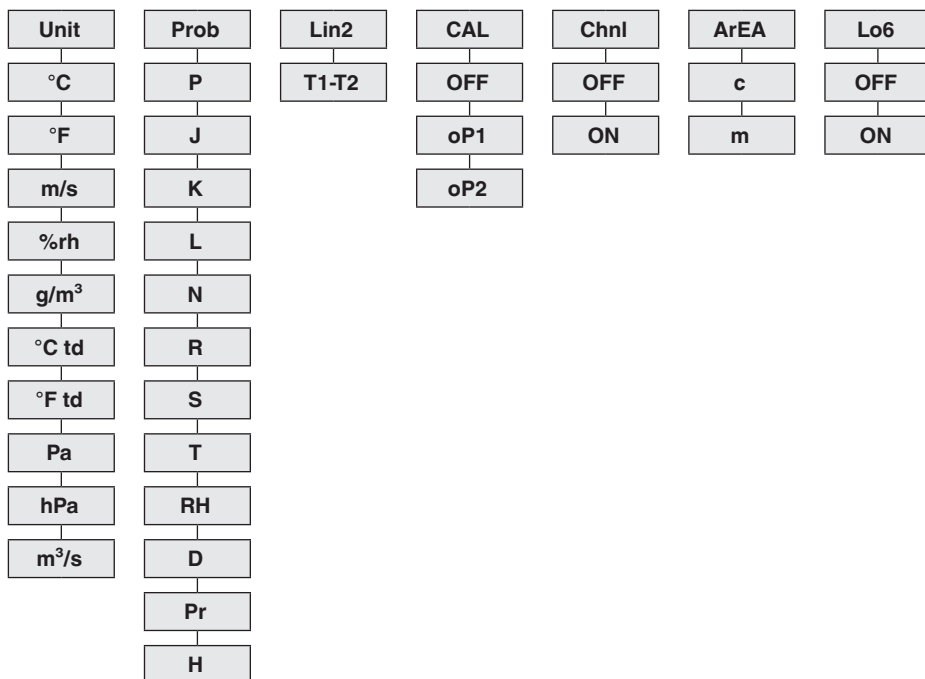 Unit Prob Lin2 CAL Chnl ArEA Lo6
°C P T1-T2 OFF OFF c OFF
°F J oP1 ON m ON
m/s K oP2
%rh L
g/m³ N
°C td R
°F td S
Pa T
hPa RH
m³/s D
Pr
H